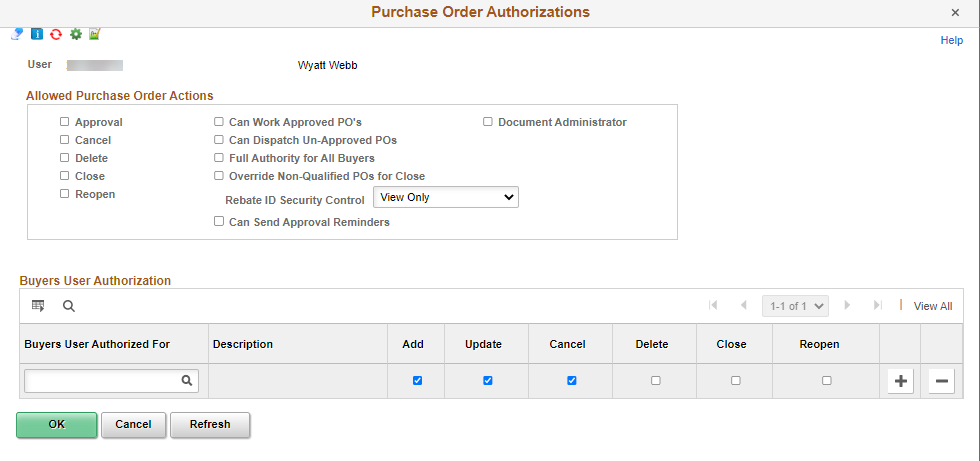 Purchase Order Authorizations ×
Help
User Wyatt Webb
Allowed Purchase Order Actions
Approval Can Work Approved PO's Document Administrator
Cancel Can Dispatch Un-Approved POs
Delete Full Authority for All Buyers
Close Override Non-Qualified POs for Close
Reopen
Rebate ID Security Control View Only
Can Send Approval Reminders
Buyers User Authorization
1-1 of 1 | View All
Buyers User Authorized For Description Add Update Cancel Delete Close Reopen
OK Cancel Refresh